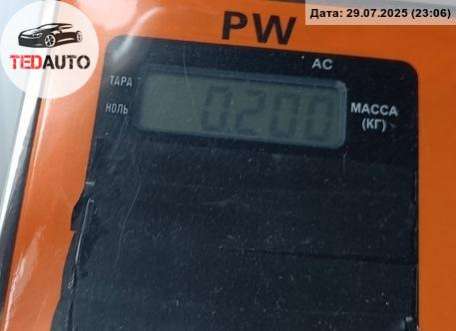 Дата: 29.07.2025 (23:06)
TEDAUTO
PW
AC
ТАРА
НОЛЬ
0.200
МАССА
(КГ)